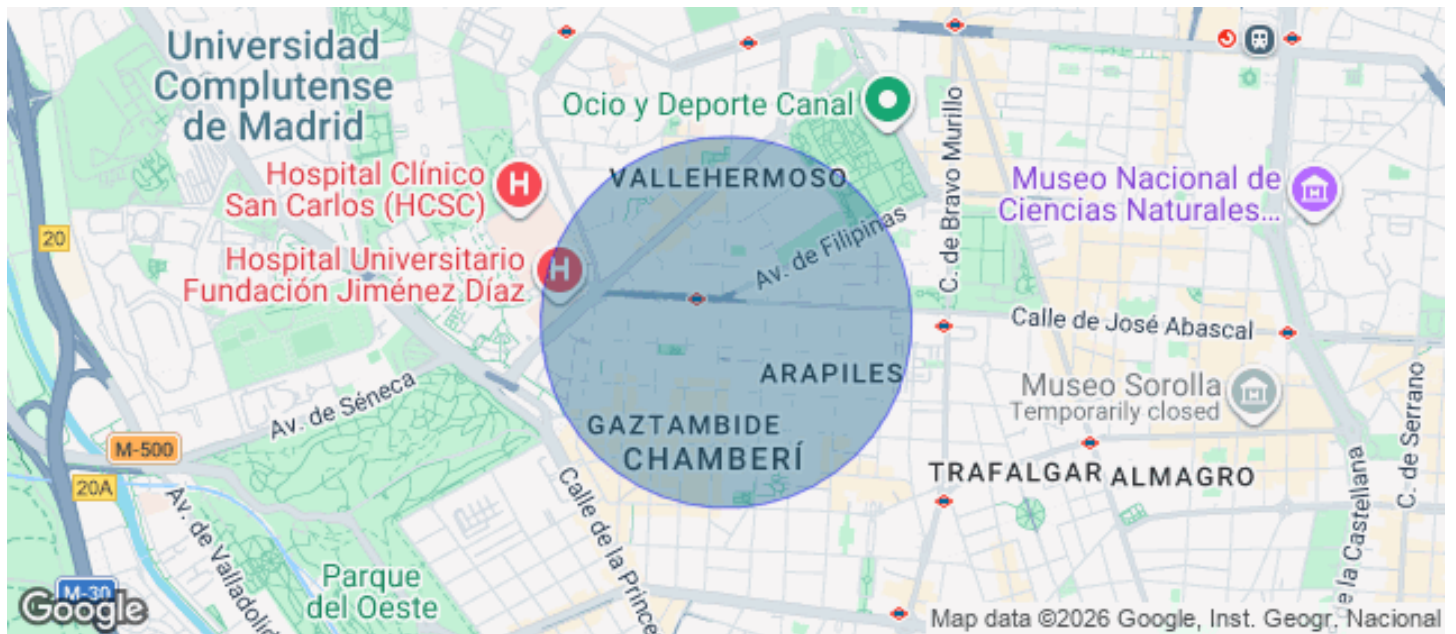 Universidad
Complutense
de Madrid
Ocio y Deporte Canal
Hospital Clínico
San Carlos (HCSC)
VALLEHERMOSO
C. de Bravo Murillo
Museo Nacional de
Ciencias Naturales...
20
Hospital Universitario
Fundación Jiménez Díaz
H
H
Av. de Filipinas
Calle de José Abascal
ARAPILES
Museo Sorolla
Temporarily closed
Av. de Séneca
GAZTAMBIDE
CHAMBERÍ
M-500
20A
TRAFALGAR
ALMAGRO
C. de Serrano
e la Castellana
Calle de la Prince
Av. de Valladolid
Parque
del Oeste
M-30
Google
Map data ©2026 Google, Inst. Geogr. Nacional